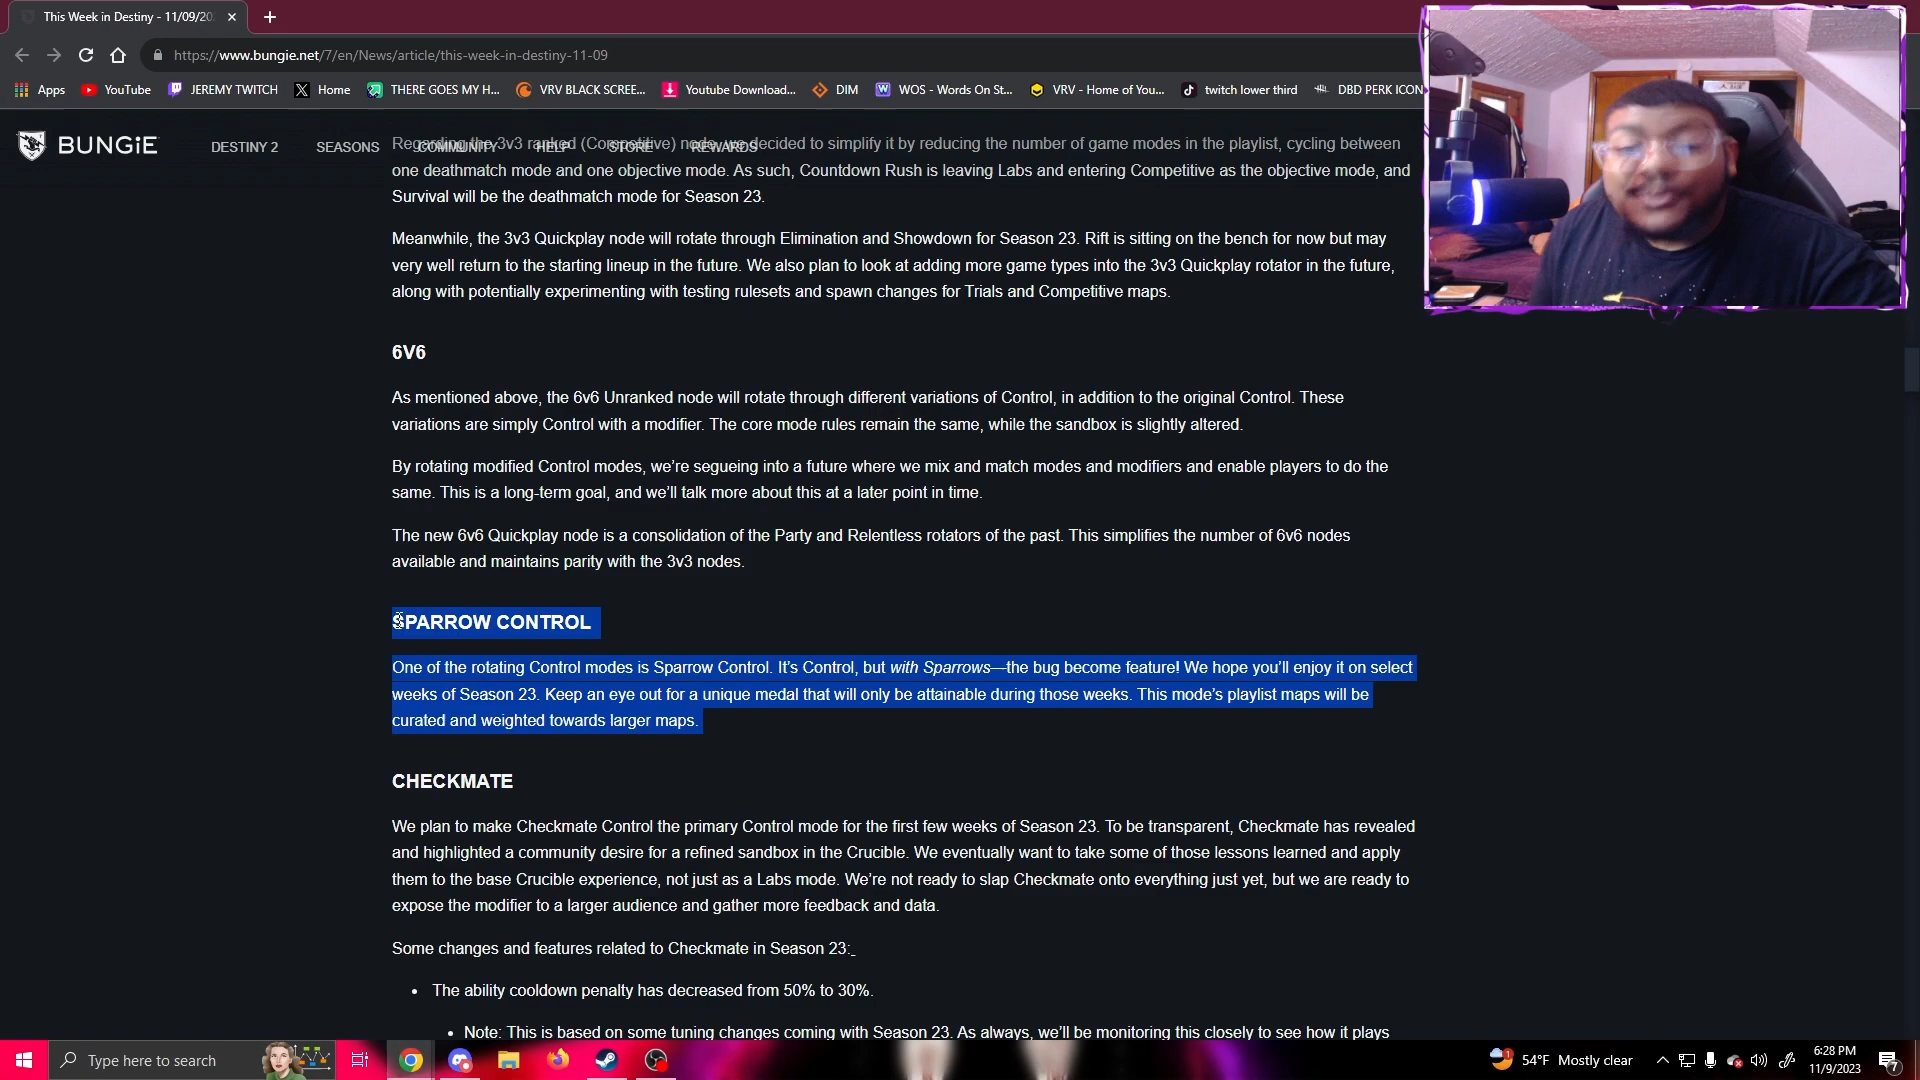 This Week in Destiny - 11/09/20
https://www.bungie.net/7/en/News/article/this-week-in-destiny-11-09
Apps YouTube JEREMY TWITCH Home THERE GOES MY H... VRV BLACK SCREE... Youtube Download... DIM WOS - Words On St... VRV - Home of You... twitch lower third DBD PERK ICON
BUNGiE DESTINY 2 SEASONS COMMUNITY HELP STORE REWARDS
Regarding the 3v3 ranked (Competitive) node, we decided to simplify it by reducing the number of game modes in the playlist, cycling between
one deathmatch mode and one objective mode. As such, Countdown Rush is leaving Labs and entering Competitive as the objective mode, and
Survival will be the deathmatch mode for Season 23.
Meanwhile, the 3v3 Quickplay node will rotate through Elimination and Showdown for Season 23. Rift is sitting on the bench for now but may
very well return to the starting lineup in the future. We also plan to look at adding more game types into the 3v3 Quickplay rotator in the future,
along with potentially experimenting with testing rulesets and spawn changes for Trials and Competitive maps.
6V6
As mentioned above, the 6v6 Unranked node will rotate through different variations of Control, in addition to the original Control. These
variations are simply Control with a modifier. The core mode rules remain the same, while the sandbox is slightly altered.
By rotating modified Control modes, we're segueing into a future where we mix and match modes and modifiers and enable players to do the
same. This is a long-term goal, and we'll talk more about this at a later point in time.
The new 6v6 Quickplay node is a consolidation of the Party and Relentless rotators of the past. This simplifies the number of 6v6 nodes
available and maintains parity with the 3v3 nodes.
SPARROW CONTROL
One of the rotating Control modes is Sparrow Control. It's Control, but with Sparrows—the bug become feature! We hope you'll enjoy it on select
weeks of Season 23. Keep an eye out for a unique medal that will only be attainable during those weeks. This mode's playlist maps will be
curated and weighted towards larger maps.
CHECKMATE
We plan to make Checkmate Control the primary Control mode for the first few weeks of Season 23. To be transparent, Checkmate has revealed
and highlighted a community desire for a refined sandbox in the Crucible. We eventually want to take some of those lessons learned and apply
them to the base Crucible experience, not just as a Labs mode. We're not ready to slap Checkmate onto everything just yet, but we are ready to
expose the modifier to a larger audience and gather more feedback and data.
Some changes and features related to Checkmate in Season 23:
• The ability cooldown penalty has decreased from 50% to 30%.
• Note: This is based on some tuning changes coming with Season 23. As always, we'll be monitoring this closely to see how it plays
Type here to search
54°F Mostly clear
6:28 PM
11/9/2023
7